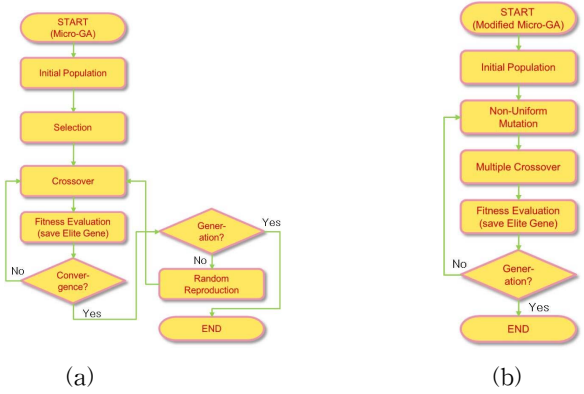 START
(Micro-GA)
Initial Population
Selection
Crossover
Fitness Evaluation
(save Elite Gene)
Conver-
gence?
No
Yes
Gener-
ation?
Yes
No
Random
Reproduction
END
(a)
START
(Modified Micro-GA)
Initial Population
Non-Uniform
Mutation
Multiple Crossover
Fitness Evaluation
(save Elite Gene)
Gener-
ation?
No
Yes
END
(b)